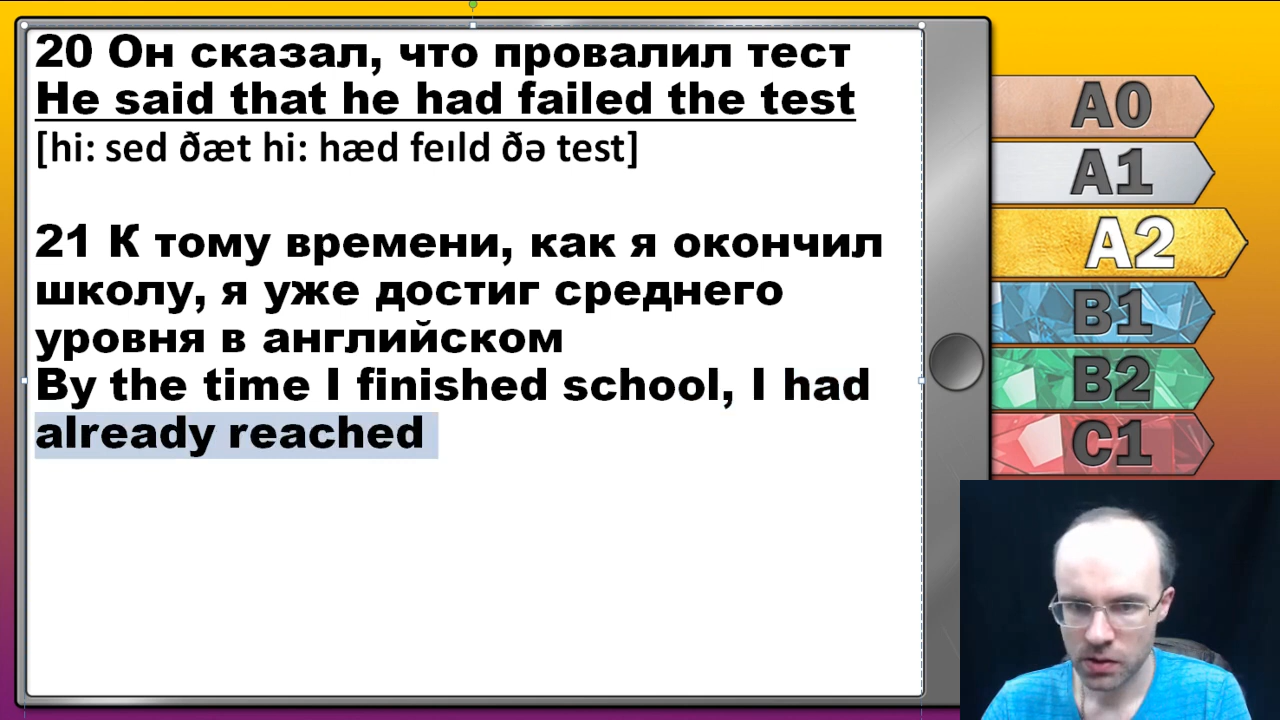 20 Он сказал, что провалил тест
He said that he had failed the test
[hi: sed ðæt hi: hæd feɪld ðə test]
21 К тому времени, как я окончил
школу, я уже достиг среднего
уровня в английском
By the time I finished school, I had
already reached
A0
A1
A2
B1
B2
C1